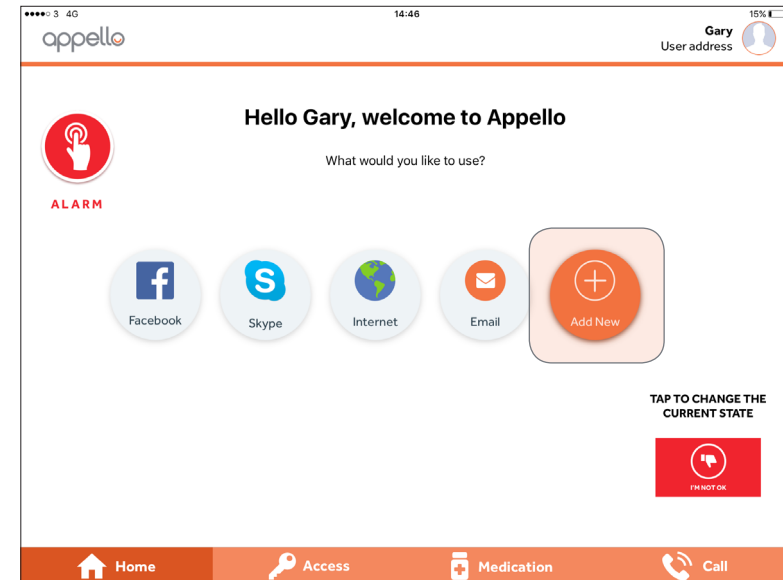 3 4G
14:46
15%
appello
Gary
User address
Hello Gary, welcome to Appello
What would you like to use?
ALARM
Facebook
S
Skype
Internet
Email
Add New
TAP TO CHANGE THE
CURRENT STATE
I'M NOT OK
Home
Access
Medication
Call